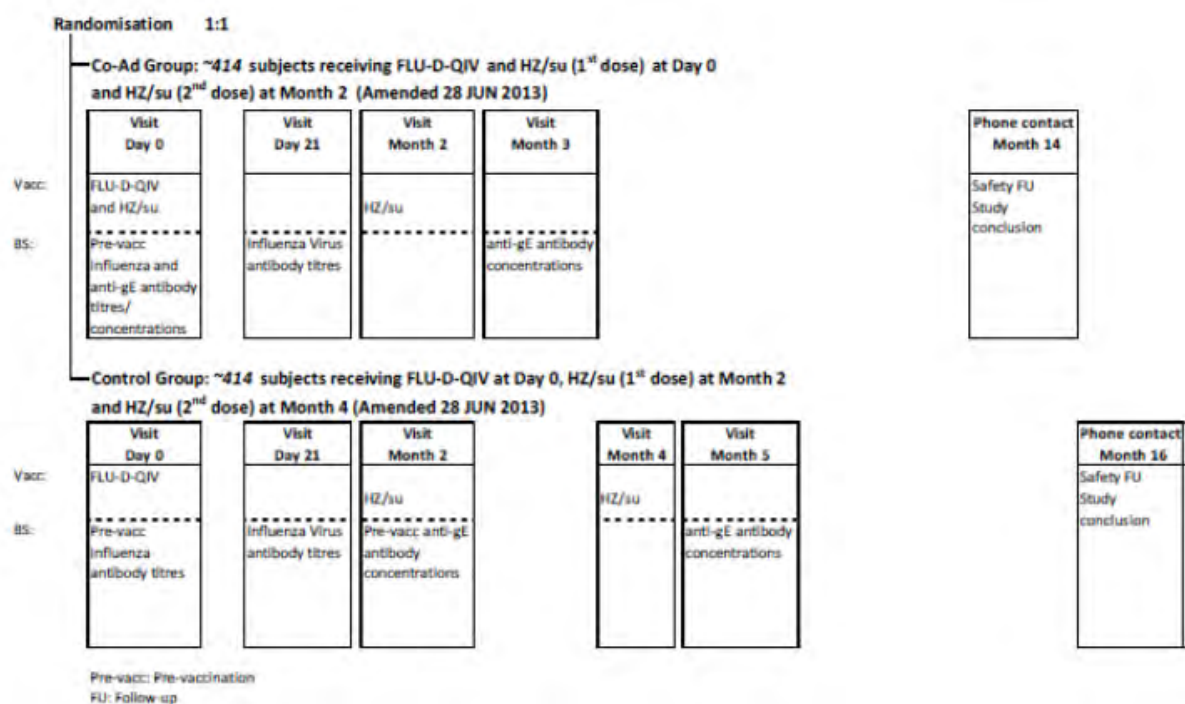 Randomisation 1:1
Co-Ad Group: ~414 subjects receiving FLU-D-QIV and HZ/su (1st dose) at Day 0
and HZ/su (2nd dose) at Month 2 (Amended 28 JUN 2013)
Visit
Day 0
Visit
Day 21
Visit
Month 2
Visit
Month 3
Phone contact
Month 14
Vacc:
FLU-D-QIV
and HZ/su
HZ/su
Safety FU
Study
conclusion
BS:
Pre-vacc
Influenza and
anti-gE antibody
titres/
concentrations
Influenza Virus
antibody titres
anti-gE antibody
concentrations
Control Group: ~414 subjects receiving FLU-D-QIV at Day 0, HZ/su (1st dose) at Month 2
and HZ/su (2nd dose) at Month 4 (Amended 28 JUN 2013)
Visit
Day 0
Visit
Day 21
Visit
Month 2
Visit
Month 4
Visit
Month 5
Phone contact
Month 16
Vacc:
FLU-D-QIV
HZ/su
HZ/su
Safety FU
Study
conclusion
BS:
Pre-vacc
Influenza
antibody titres
Influenza Virus
antibody titres
Pre-vacc anti-gE
antibody
concentrations
anti-gE antibody
concentrations
Pre-vacc: Pre-vaccination
FU: Follow-up